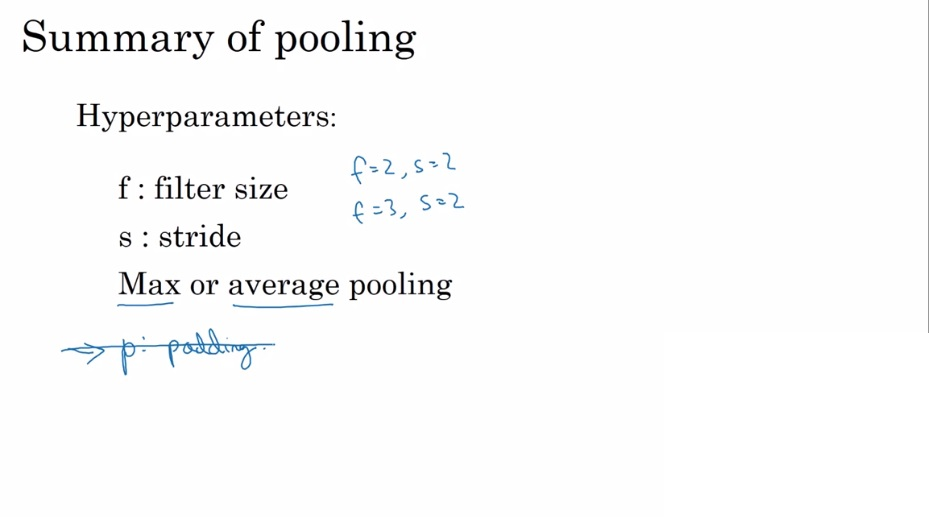 Summary of pooling
Hyperparameters:
f : filter size
f=2, s=2
s : stride
f=3, s=2
Max or average pooling
→ p: padding.